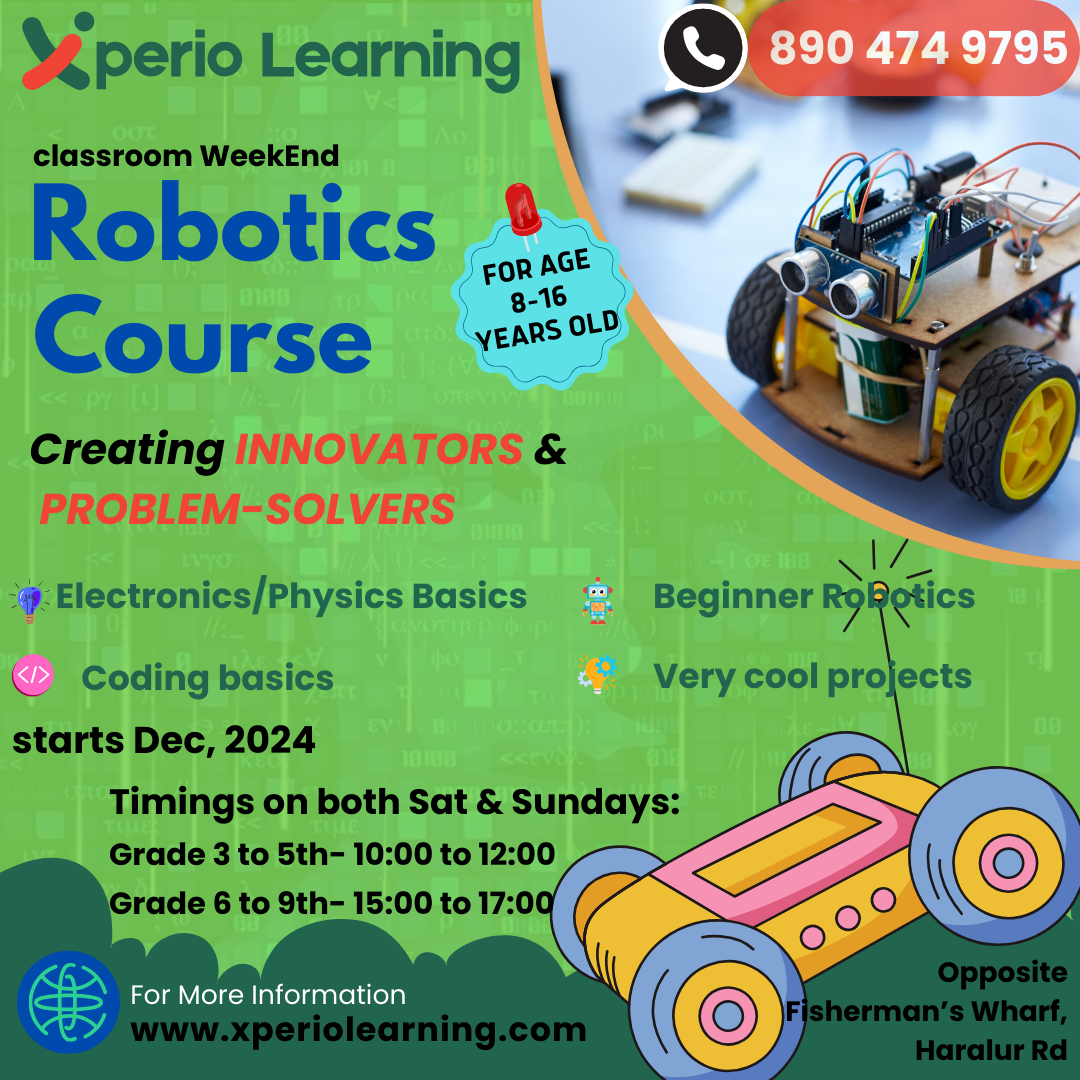 Xperio Learning
890 474 9795
classroom WeekEnd
Robotics
Course
FOR AGE
8-16
YEARS OLD
Creating INNOVATORS &
PROBLEM-SOLVERS
Electronics/Physics Basics
Beginner Robotics
</>
Coding basics
Very cool projects
starts Dec, 2024
Timings on both Sat & Sundays:
Grade 3 to 5th- 10:00 to 12:00
Grade 6 to 9th- 15:00 to 17:00
For More Information
www.xperiolearning.com
Opposite
Fisherman’s Wharf,
Haralur Rd